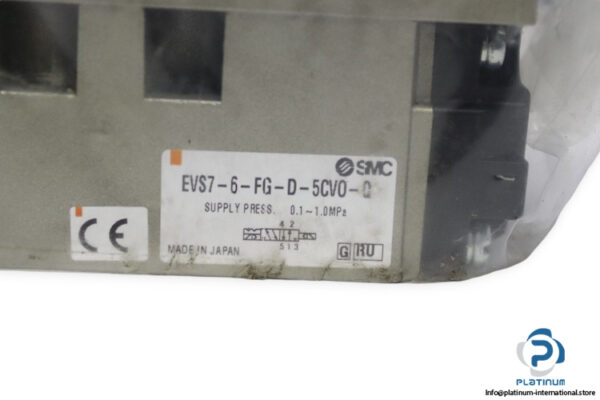 SMC
EVS7-6-FG-D-5CVO-
SUPPLY PRESS. 0.1~1.0MPa
4 2
5 1 3
MADE IN JAPAN
G RU
CE
PLATINUM
info@platinum-international.store